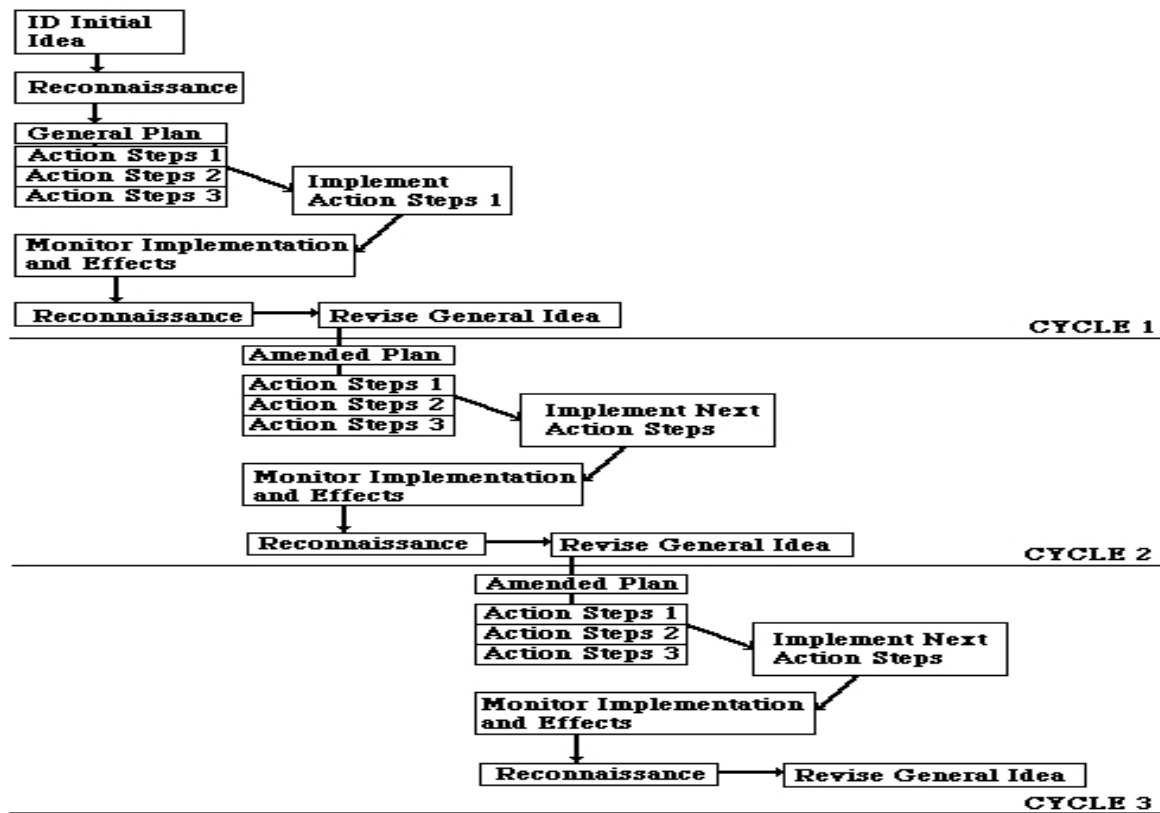 ID Initial
Idea
Reconnaissance
General Plan
Action Steps 1
Action Steps 2
Action Steps 3
Implement
Action Steps 1
Monitor Implementation
and Effects
Reconnaissance
Revise General Idea
CYCLE 1
Amended Plan
Action Steps 1
Action Steps 2
Action Steps 3
Implement Next
Action Steps
Monitor Implementation
and Effects
Reconnaissance
Revise General Idea
CYCLE 2
Amended Plan
Action Steps 1
Action Steps 2
Action Steps 3
Implement Next
Action Steps
Monitor Implementation
and Effects
Reconnaissance
Revise General Idea
CYCLE 3